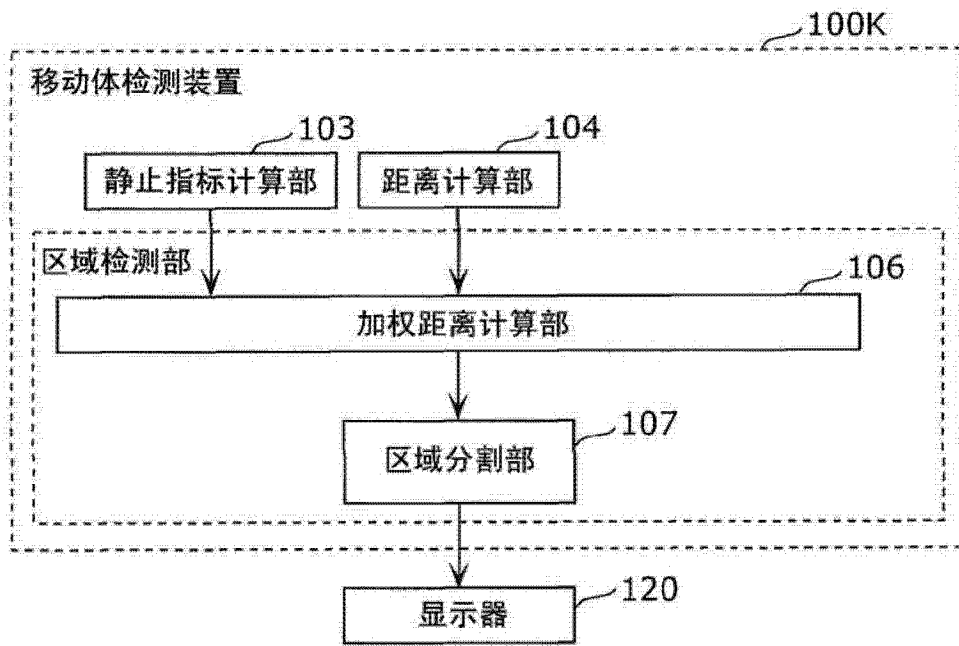 100K
移动体检测装置
103
104
静止指标计算部
距离计算部
区域检测部
106
加权距离计算部
107
区域分割部
120
显示器